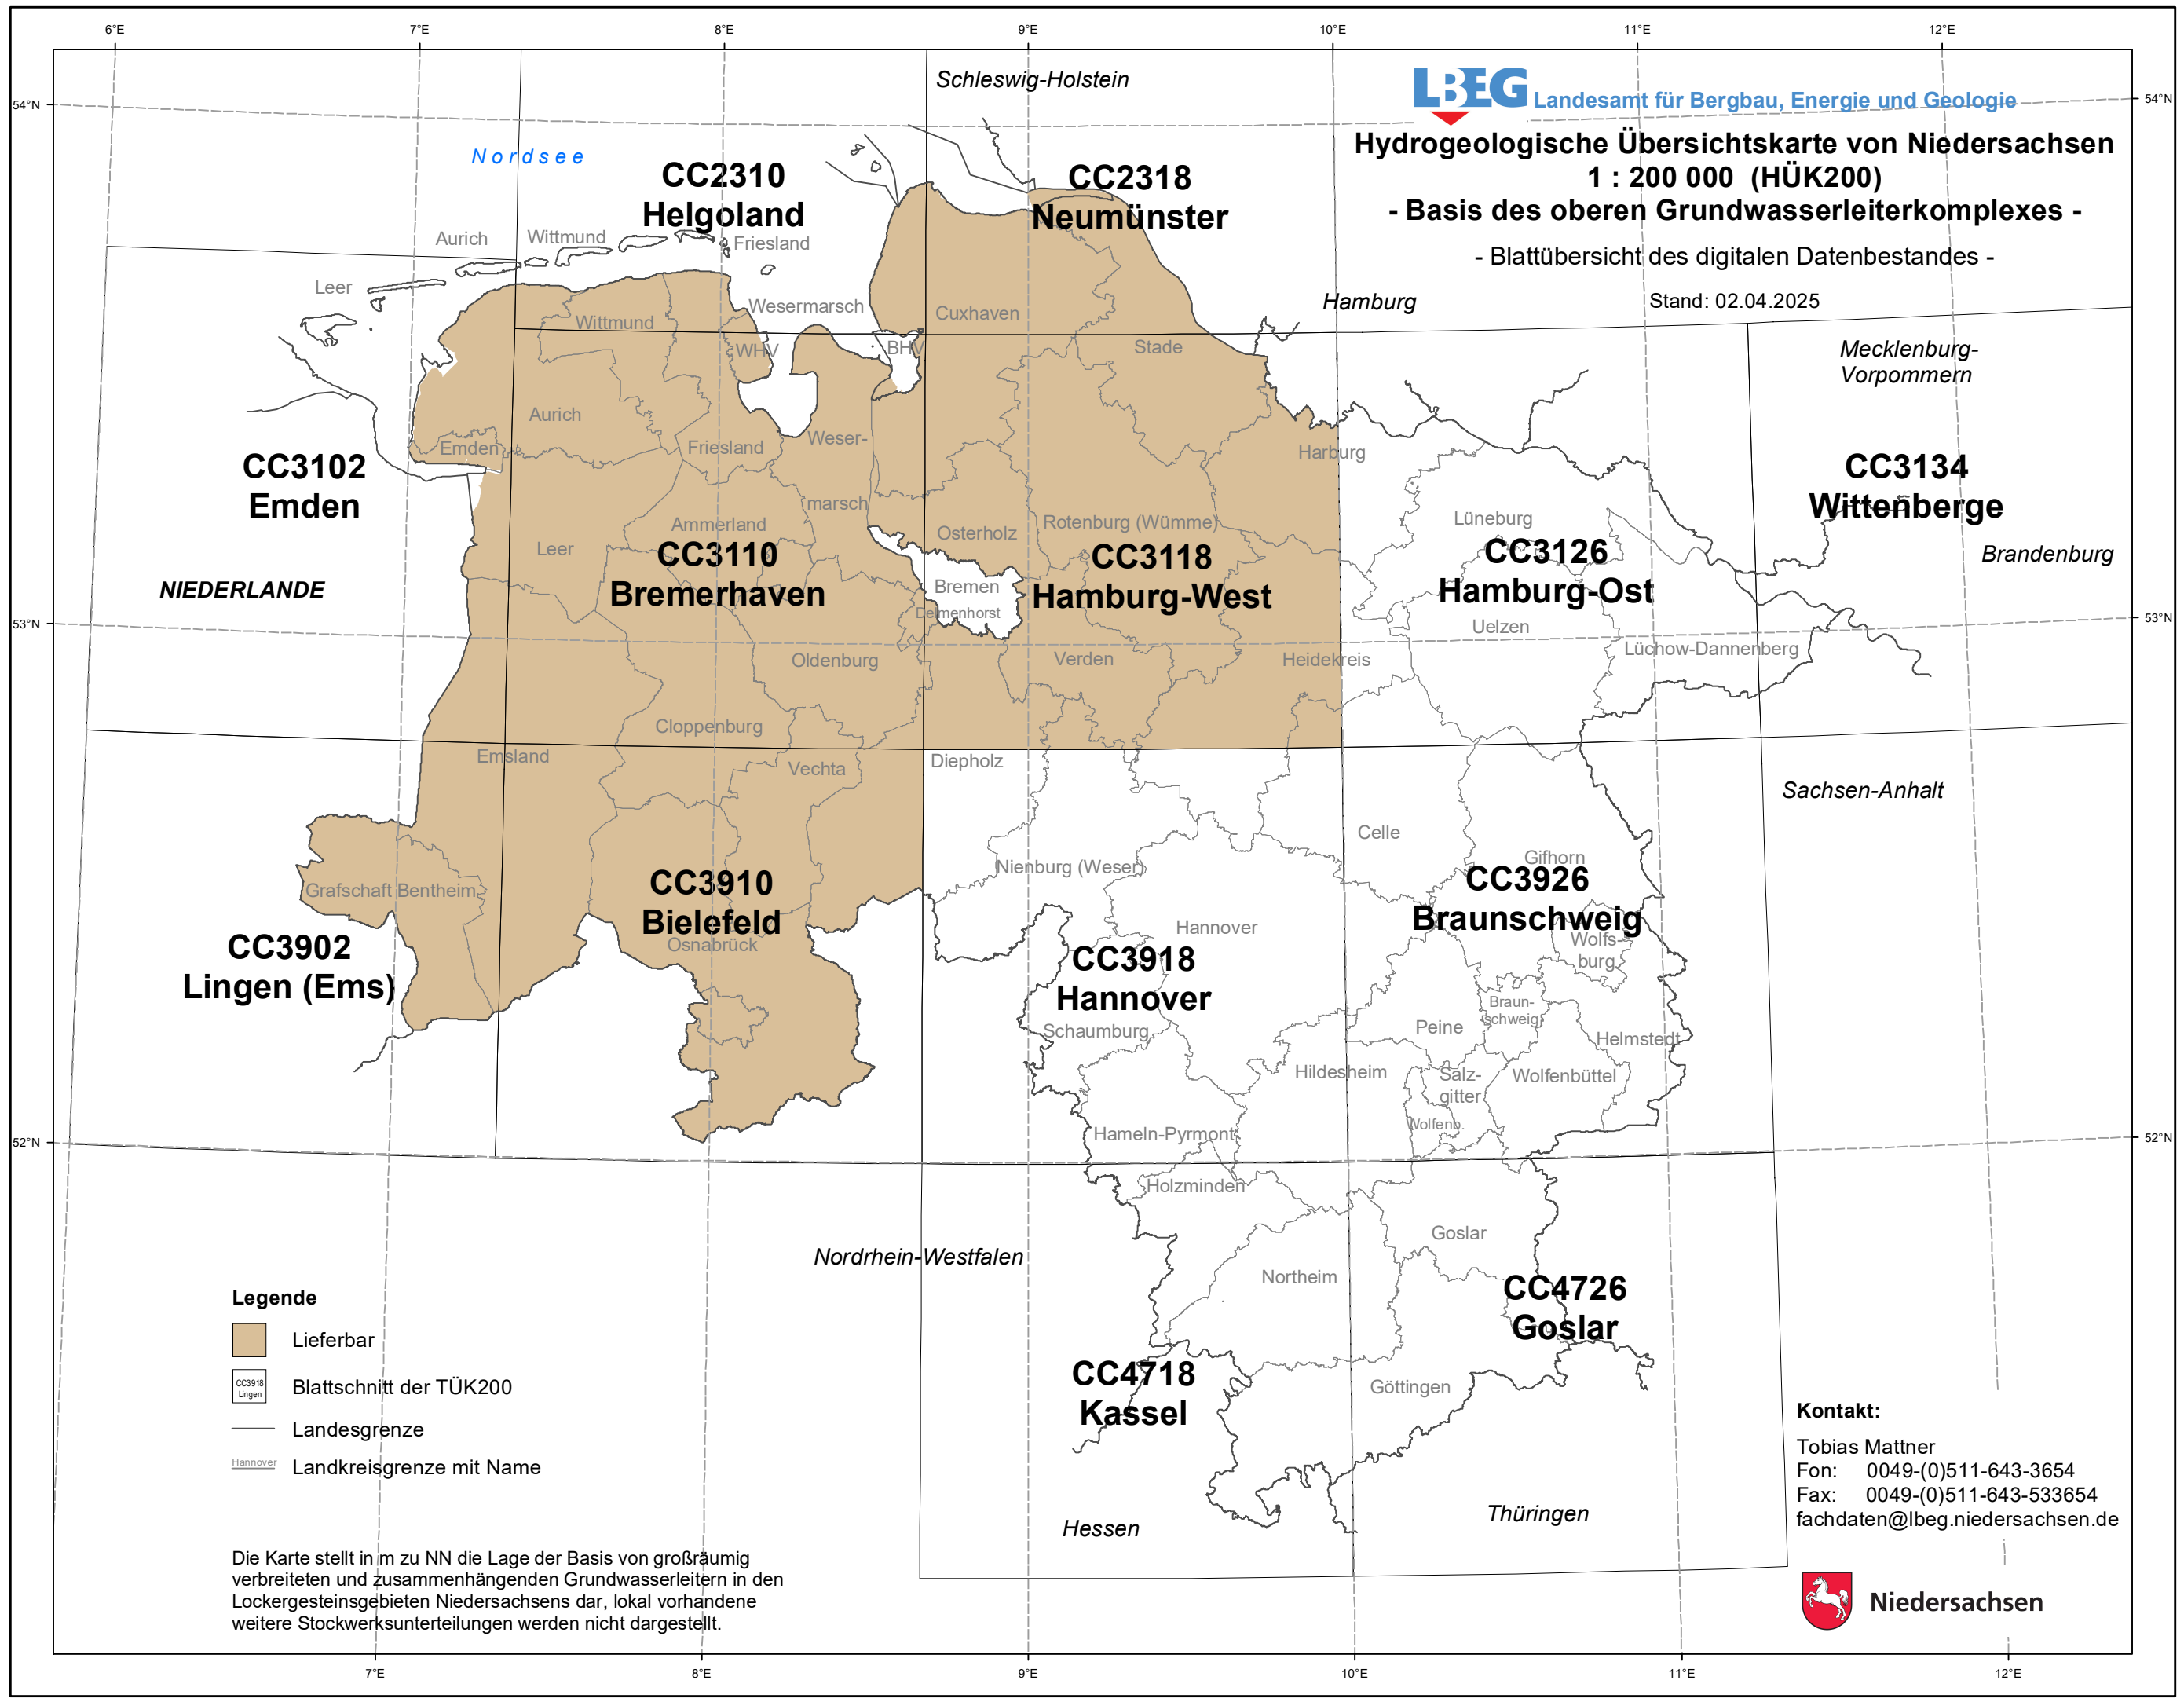 6°E
7°E
8°E
9°E
10°E
11°E
12°E
54°N
54°N
53°N
53°N
52°N
52°N
7°E
8°E
9°E
10°E
11°E
12°E
LBEG Landesamt für Bergbau, Energie und Geologie
Hydrogeologische Übersichtskarte von Niedersachsen
1 : 200 000 (HÜK200)
- Basis des oberen Grundwasserleiterkomplexes -
- Blattübersicht des digitalen Datenbestandes -
Stand: 02.04.2025
Schleswig-Holstein
Nordsee
CC2310
Helgoland
CC2318
Neumünster
Aurich
Wittmund
Friesland
Leer
Wesermarsch
Cuxhaven
Hamburg
Wittmund
WHV
BHV
Stade
Mecklenburg-
Vorpommern
Aurich
Emden
Friesland
Weser-
marsch
Harburg
CC3102
Emden
CC3134
Wittenberge
Ammerland
Osterholz
Rotenburg (Wümme)
Lüneburg
Leer
CC3110
Bremerhaven
CC3118
Hamburg-West
CC3126
Hamburg-Ost
Brandenburg
NIEDERLANDE
Bremen
Delmenhorst
Uelzen
Oldenburg
Verden
Heidekreis
Lüchow-Dannenberg
Cloppenburg
Emsland
Vechta
Diepholz
Sachsen-Anhalt
Celle
Gifhorn
Nienburg (Weser)
Grafschaft Bentheim
CC3910
Bielefeld
Osnabrück
CC3926
Braunschweig
Hannover
Wolfs-
burg
CC3902
Lingen (Ems)
CC3918
Hannover
Schaumburg
Braun-
schweig
Peine
Helmstedt
Hildesheim
Salz-
gitter
Wolfenbüttel
Wolfenb.
Hameln-Pyrmont
Holzminden
Goslar
Nordrhein-Westfalen
Northeim
CC4726
Goslar
CC4718
Kassel
Göttingen
Hessen
Thüringen
Legende
Lieferbar
CC3918
Lingen
Blattschnitt der TÜK200
Landesgrenze
Hannover
Landkreisgrenze mit Name
Die Karte stellt in m zu NN die Lage der Basis von großräumig
verbreiteten und zusammenhängenden Grundwasserleitern in den
Lockergesteinsgebieten Niedersachsens dar, lokal vorhandene
weitere Stockwerksunterteilungen werden nicht dargestellt.
Kontakt:
Tobias Mattner
Fon: 0049-(0)511-643-3654
Fax: 0049-(0)511-643-533654
fachdaten@lbeg.niedersachsen.de
Niedersachsen